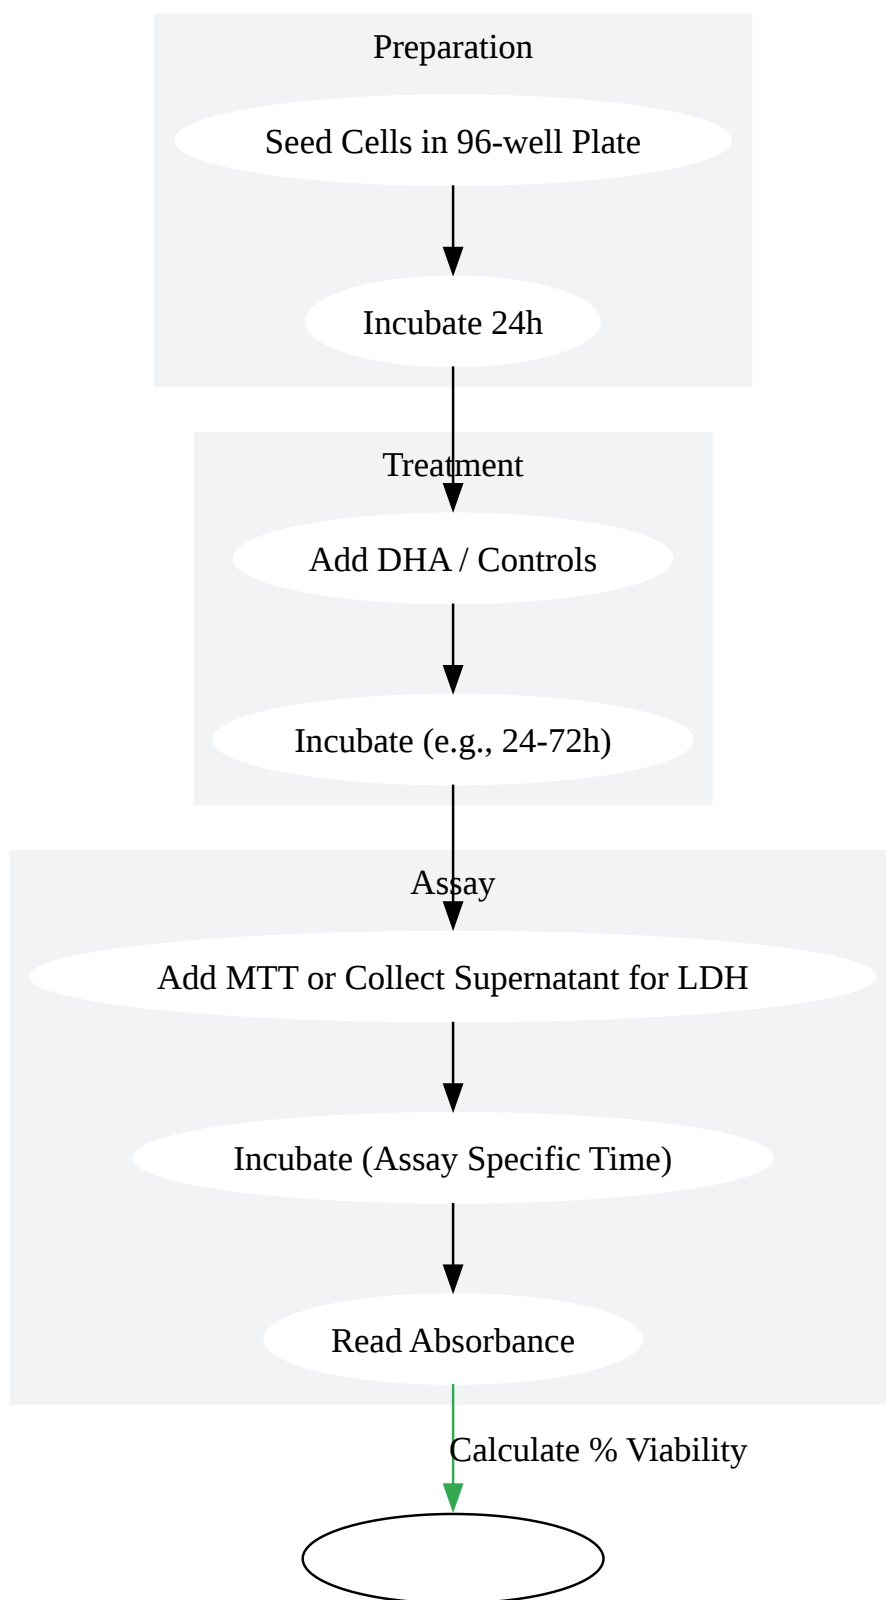 Preparation
Seed Cells in 96-well Plate
Incubate 24h
Treatment
Add DHA / Controls
Incubate (e.g., 24-72h)
Assay
Add MTT or Collect Supernatant for LDH
Incubate (Assay Specific Time)
Read Absorbance
Calculate % Viability